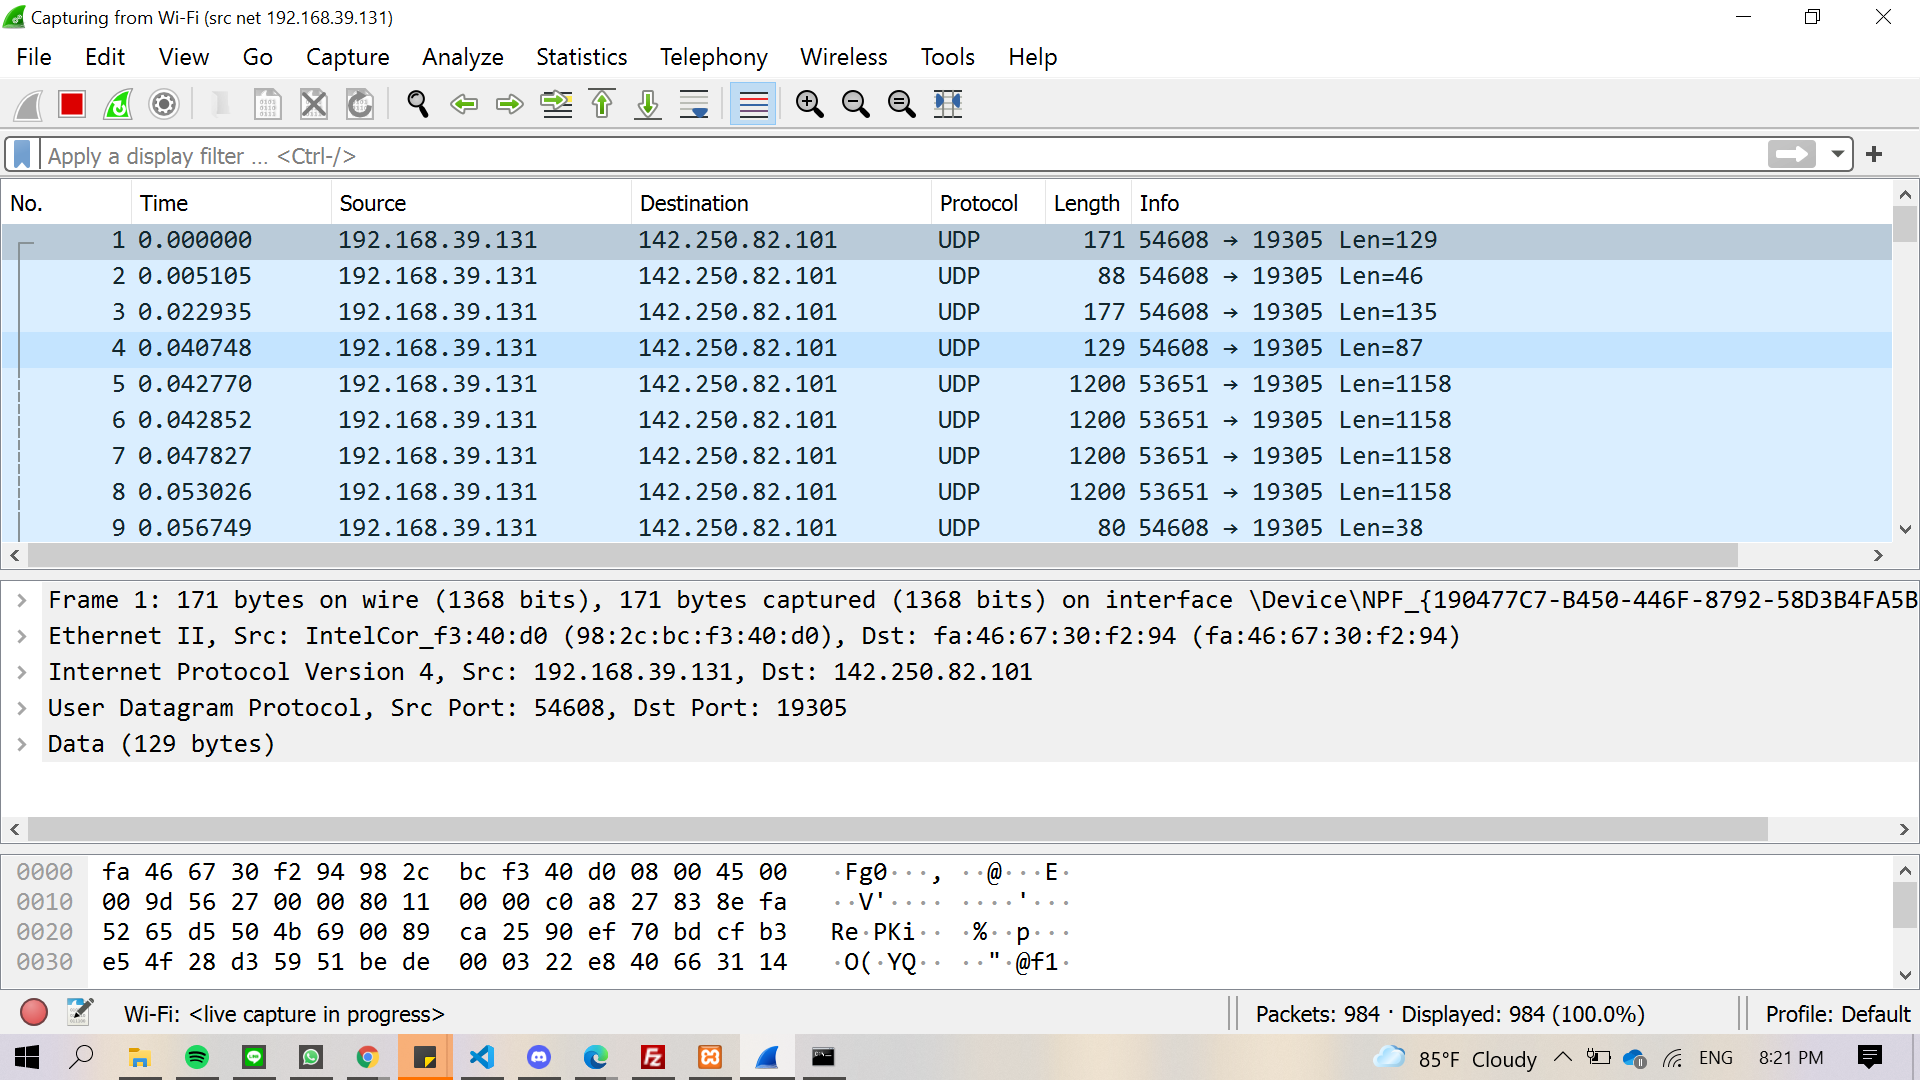 Capturing from Wi-Fi (src net 192.168.39.131)
File Edit View Go Capture Analyze Statistics Telephony Wireless Tools Help
Apply a display filter ... <Ctrl-/>
No. Time Source Destination Protocol Length Info
1 0.000000 192.168.39.131 142.250.82.101 UDP 171 54608 → 19305 Len=129
2 0.005105 192.168.39.131 142.250.82.101 UDP 88 54608 → 19305 Len=46
3 0.022935 192.168.39.131 142.250.82.101 UDP 177 54608 → 19305 Len=135
4 0.040748 192.168.39.131 142.250.82.101 UDP 129 54608 → 19305 Len=87
5 0.042770 192.168.39.131 142.250.82.101 UDP 1200 53651 → 19305 Len=1158
6 0.042852 192.168.39.131 142.250.82.101 UDP 1200 53651 → 19305 Len=1158
7 0.047827 192.168.39.131 142.250.82.101 UDP 1200 53651 → 19305 Len=1158
8 0.053026 192.168.39.131 142.250.82.101 UDP 1200 53651 → 19305 Len=1158
9 0.056749 192.168.39.131 142.250.82.101 UDP 80 54608 → 19305 Len=38
Frame 1: 171 bytes on wire (1368 bits), 171 bytes captured (1368 bits) on interface \Device\NPF_{190477C7-B450-446F-8792-58D3B4FA5B
Ethernet II, Src: IntelCor_f3:40:d0 (98:2c:bc:f3:40:d0), Dst: fa:46:67:30:f2:94 (fa:46:67:30:f2:94)
Internet Protocol Version 4, Src: 192.168.39.131, Dst: 142.250.82.101
User Datagram Protocol, Src Port: 54608, Dst Port: 19305
Data (129 bytes)
0000 fa 46 67 30 f2 94 98 2c bc f3 40 d0 08 00 45 00 ·Fg0···, ··@···E·
0010 00 9d 56 27 00 00 80 11 00 00 c0 a8 27 83 8e fa ··V'···· ····'···
0020 52 65 d5 50 4b 69 00 89 ca 25 90 ef 70 bd cf b3 Re·PKi·· ·%··p···
0030 e5 4f 28 d3 59 51 be de 00 03 22 e8 40 66 31 14 ·O(·YQ·· ··"·@f1·
Wi-Fi: <live capture in progress> Packets: 984 · Displayed: 984 (100.0%) Profile: Default
85°F Cloudy ENG 8:21 PM